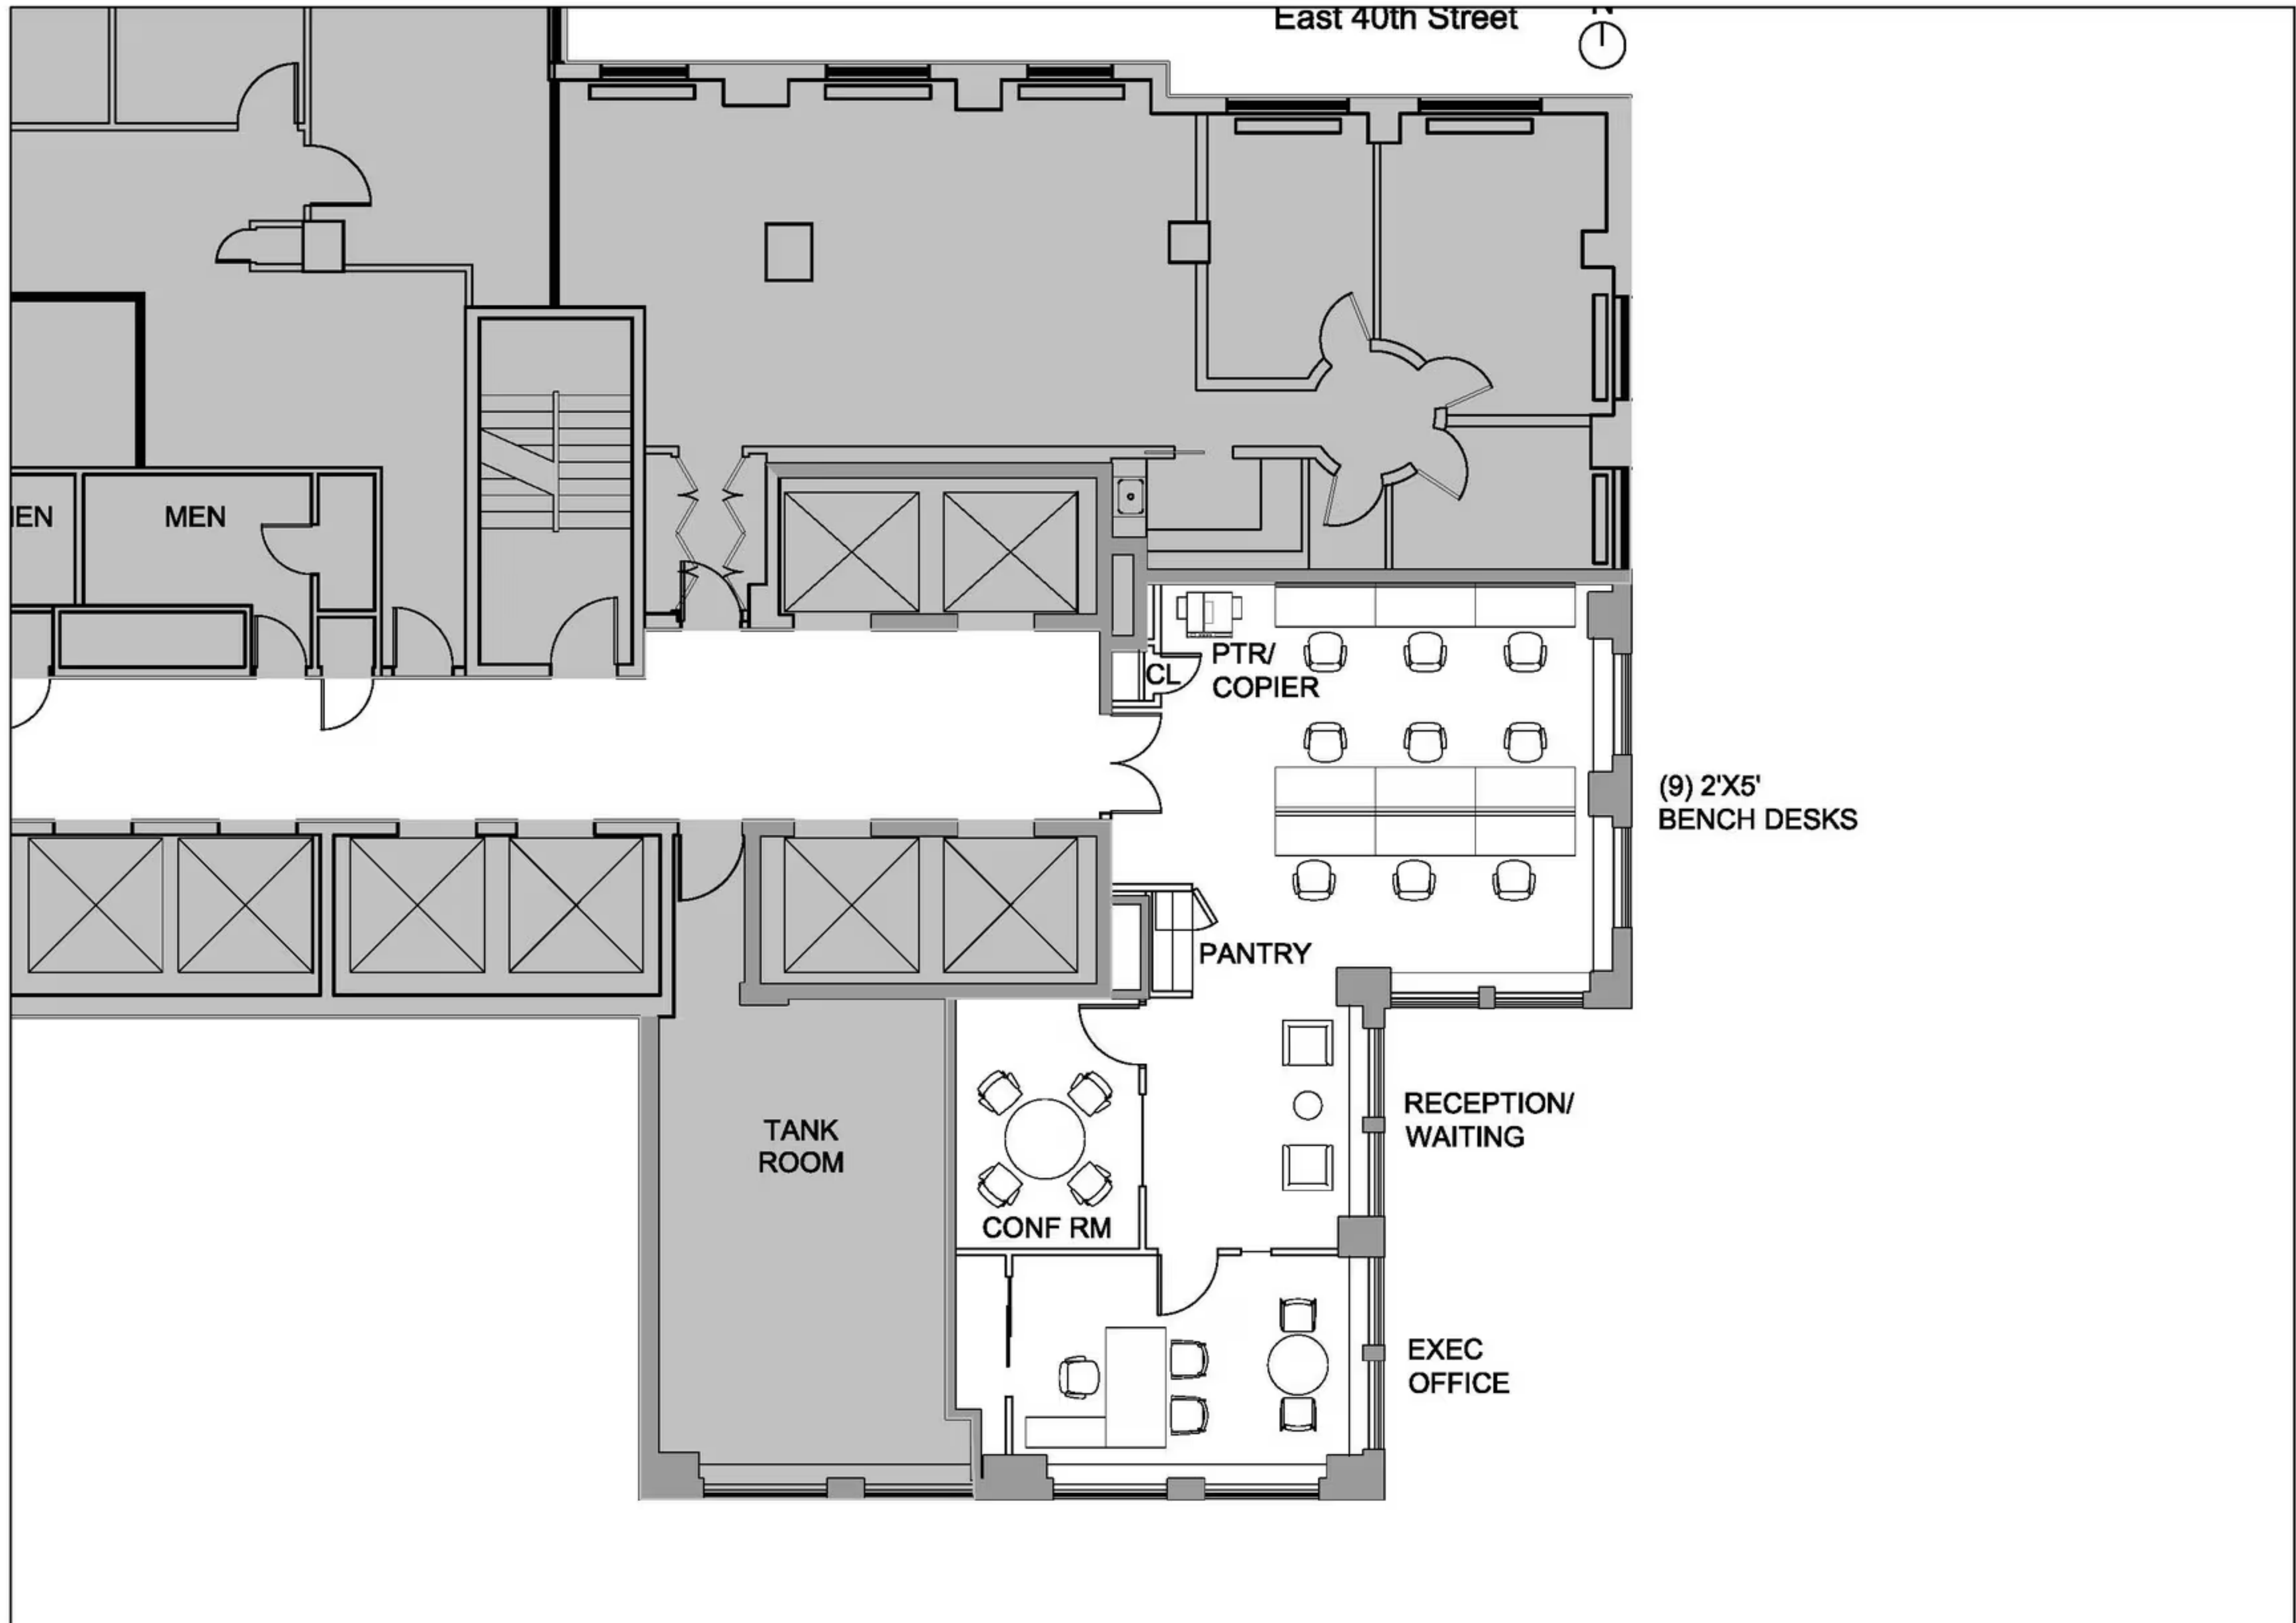 East 40th Street
N
MEN
MEN
PTR/
COPIER
CL
(9) 2'X5'
BENCH DESKS
PANTRY
TANK
ROOM
RECEPTION/
WAITING
CONF RM
EXEC
OFFICE